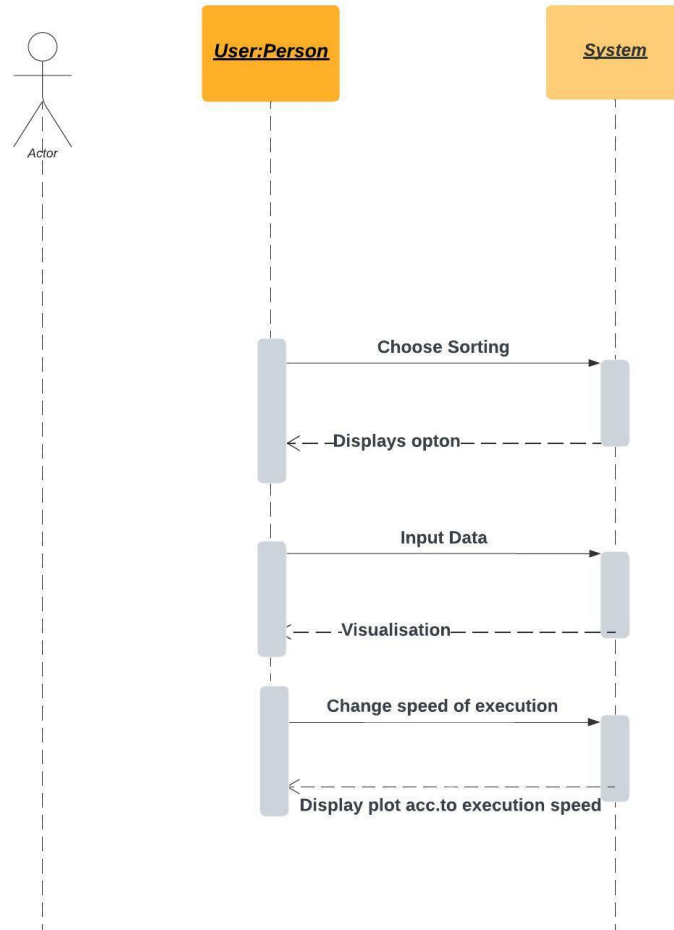 User:Person
System
Actor
Choose Sorting
Displays opton
Input Data
Visualisation
Change speed of execution
Display plot acc.to execution speed